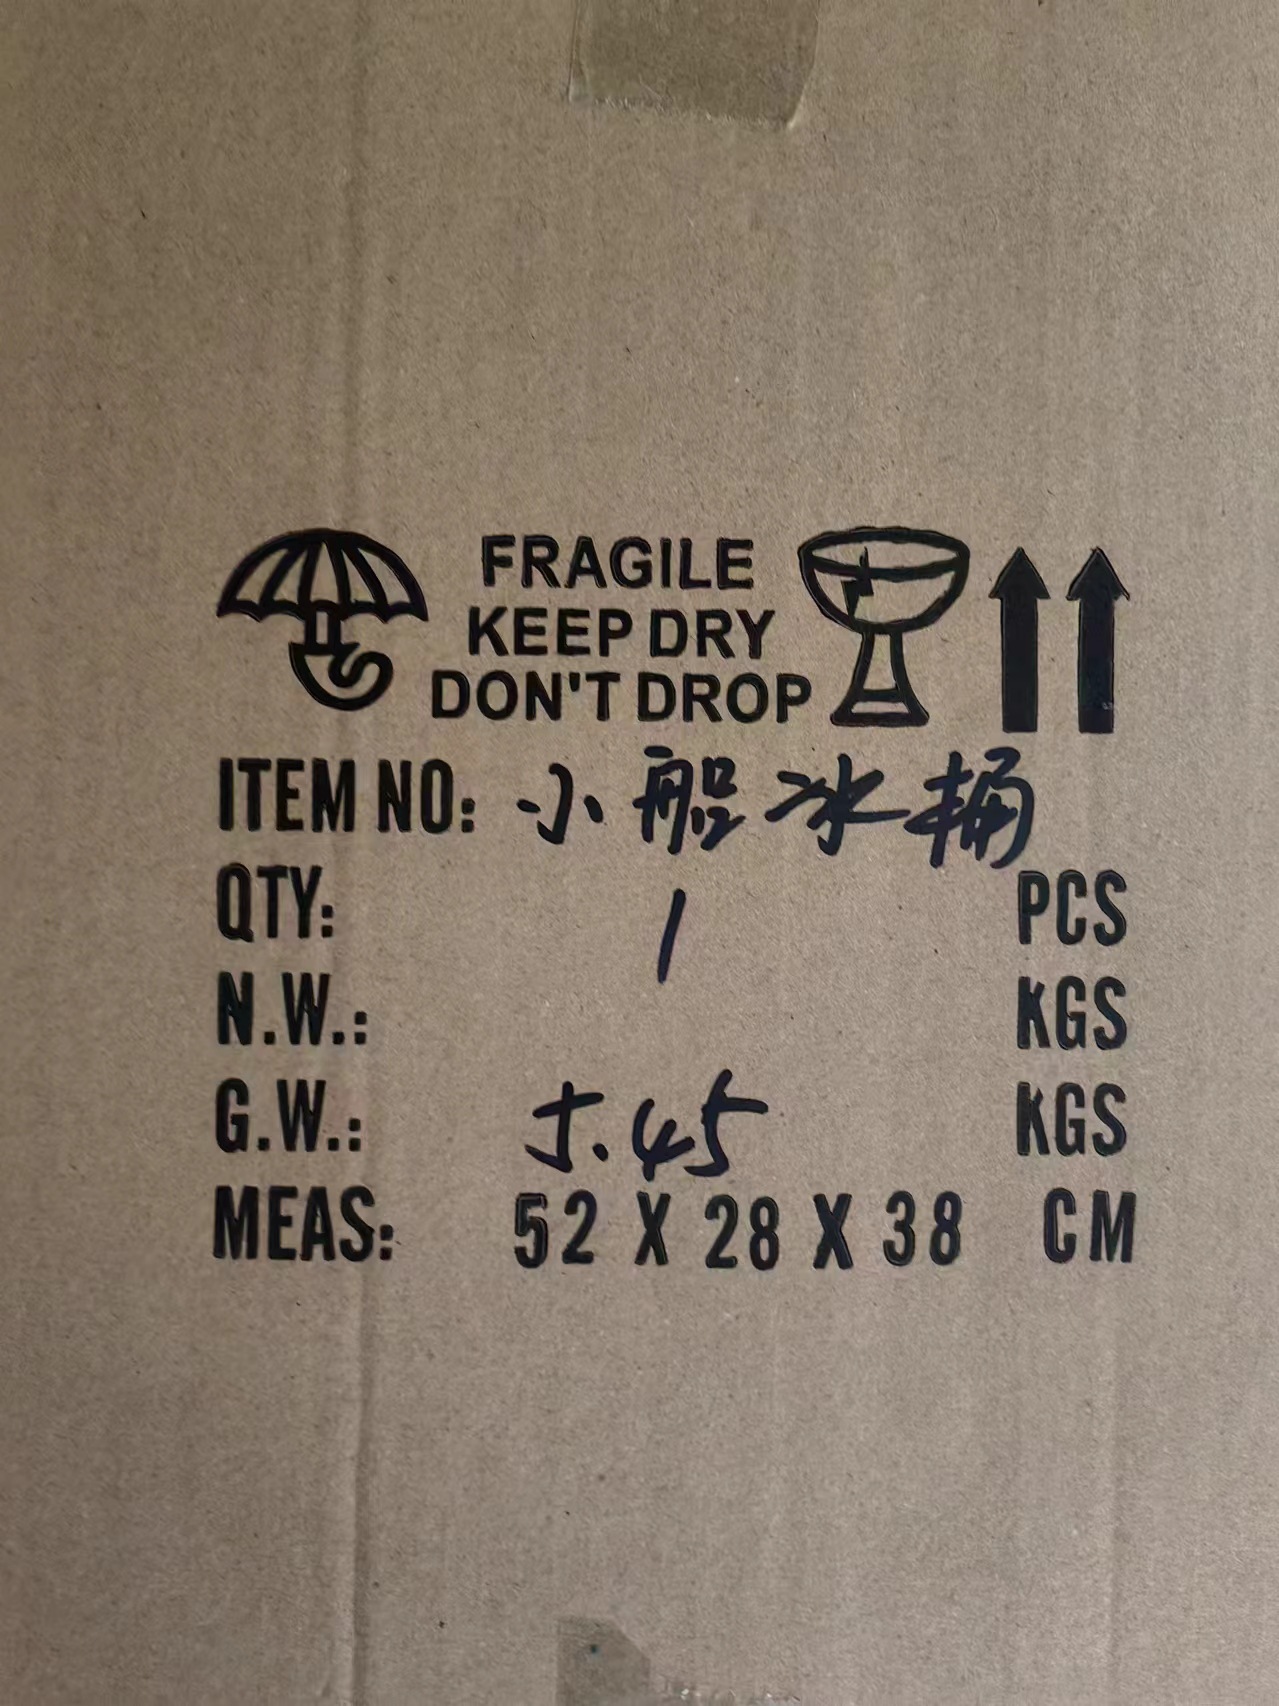 FRAGILE
KEEP DRY
DON'T DROP
ITEM NO: 小船冰桶
QTY: 1 PCS
N.W.: KGS
G.W.: 5.45 KGS
MEAS: 52 X 28 X 38 CM